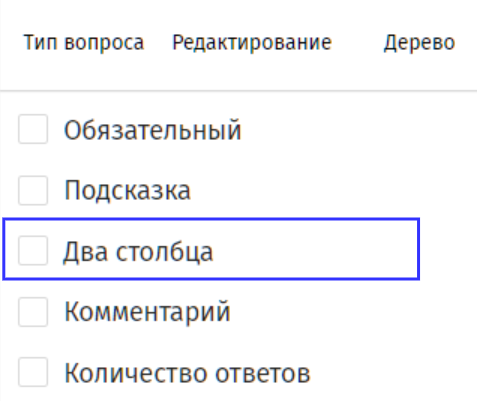 Тип вопроса Редактирование Дерево
Обязательный
Подсказка
Два столбца
Комментарий
Количество ответов